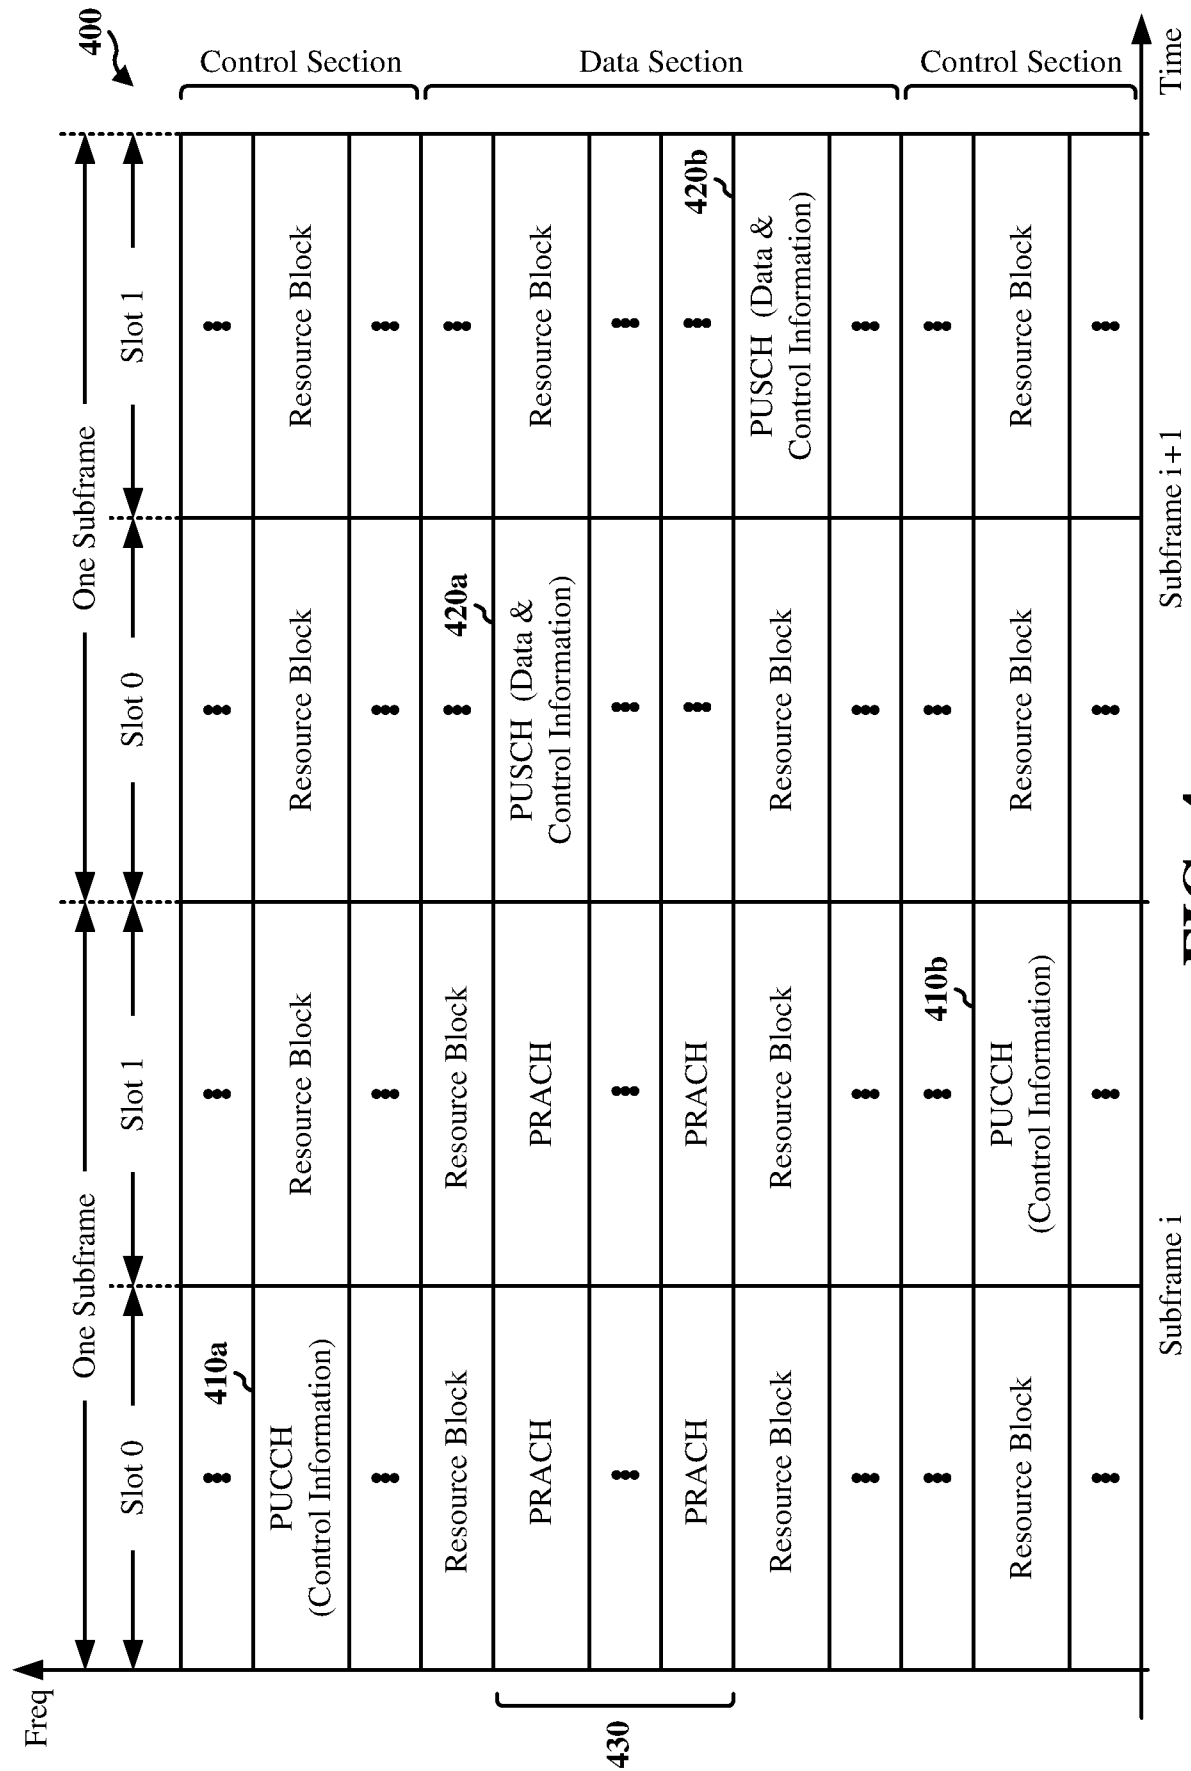 400
Freq
One Subframe
One Subframe
Slot 0
Slot 1
Slot 0
Slot 1
410a
PUCCH
(Control Information)
Resource Block
Resource Block
Resource Block
Control Section
420a
Resource Block
Resource Block
430
PRACH
PRACH
PUSCH (Data &
Control Information)
Resource Block
Data Section
PRACH
PRACH
420b
Resource Block
Resource Block
Resource Block
PUSCH (Data &
Control Information)
410b
Resource Block
PUCCH
(Control Information)
Resource Block
Resource Block
Control Section
Subframe i
Subframe i+1
Time